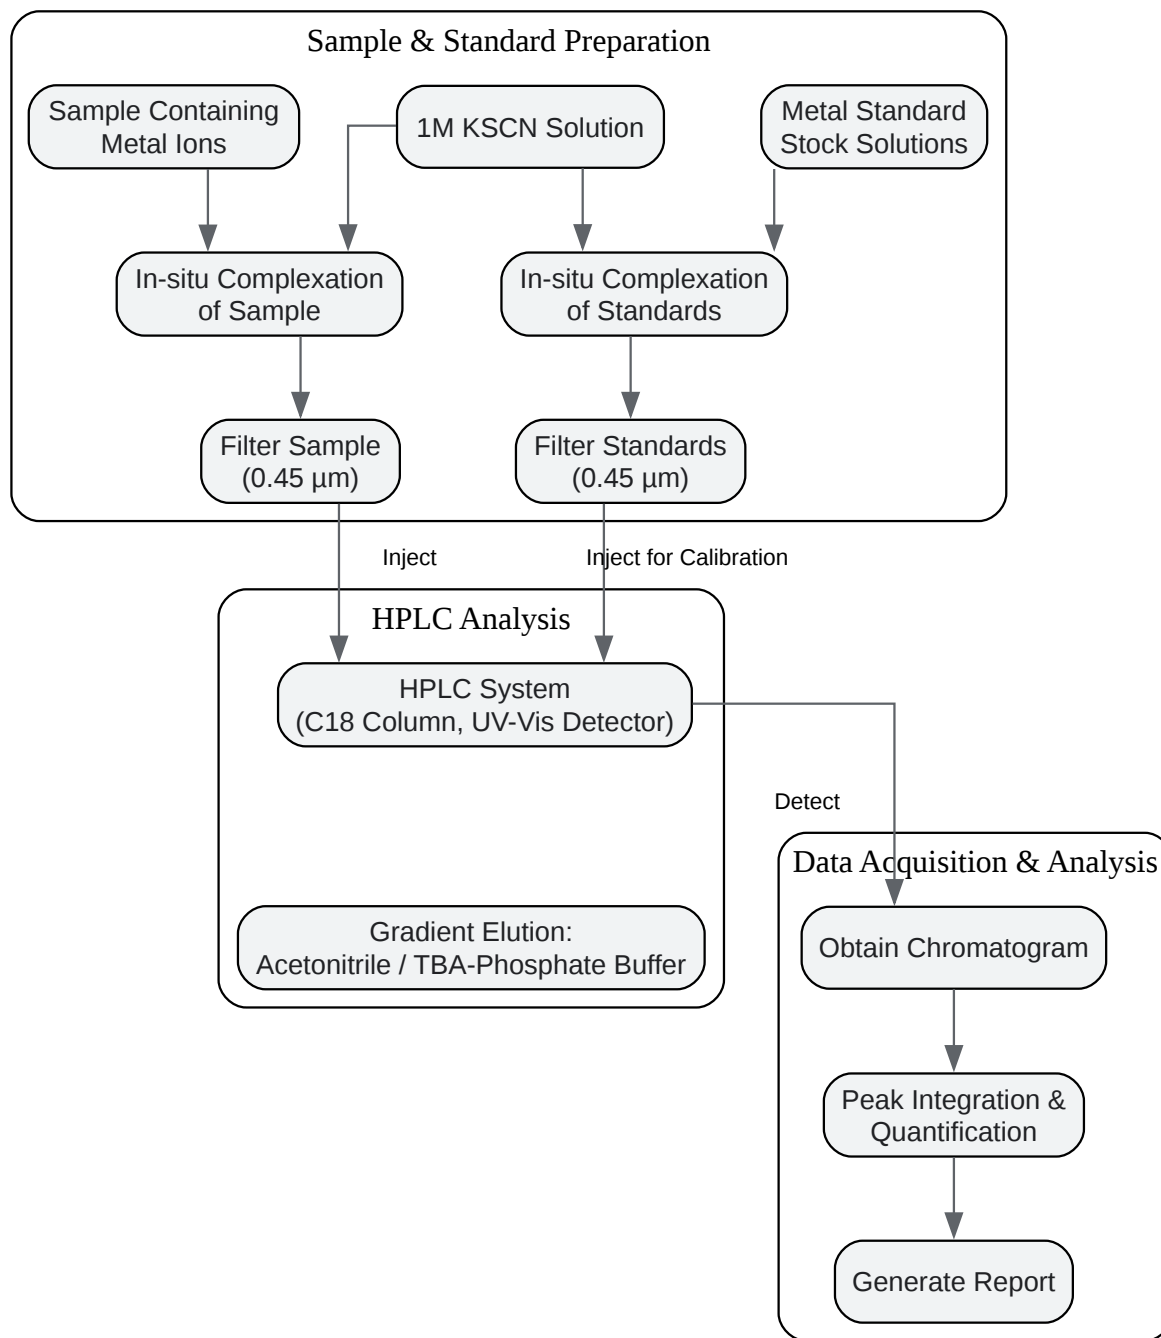 Sample & Standard Preparation
Sample Containing
Metal Ions
1M KSCN Solution
Metal Standard
Stock Solutions
In-situ Complexation
of Sample
In-situ Complexation
of Standards
Filter Sample
(0.45 µm)
Filter Standards
(0.45 µm)
Inject
Inject for Calibration
HPLC Analysis
HPLC System
(C18 Column, UV-Vis Detector)
Detect
Data Acquisition & Analysis
Gradient Elution:
Acetonitrile / TBA-Phosphate Buffer
Obtain Chromatogram
Peak Integration &
Quantification
Generate Report